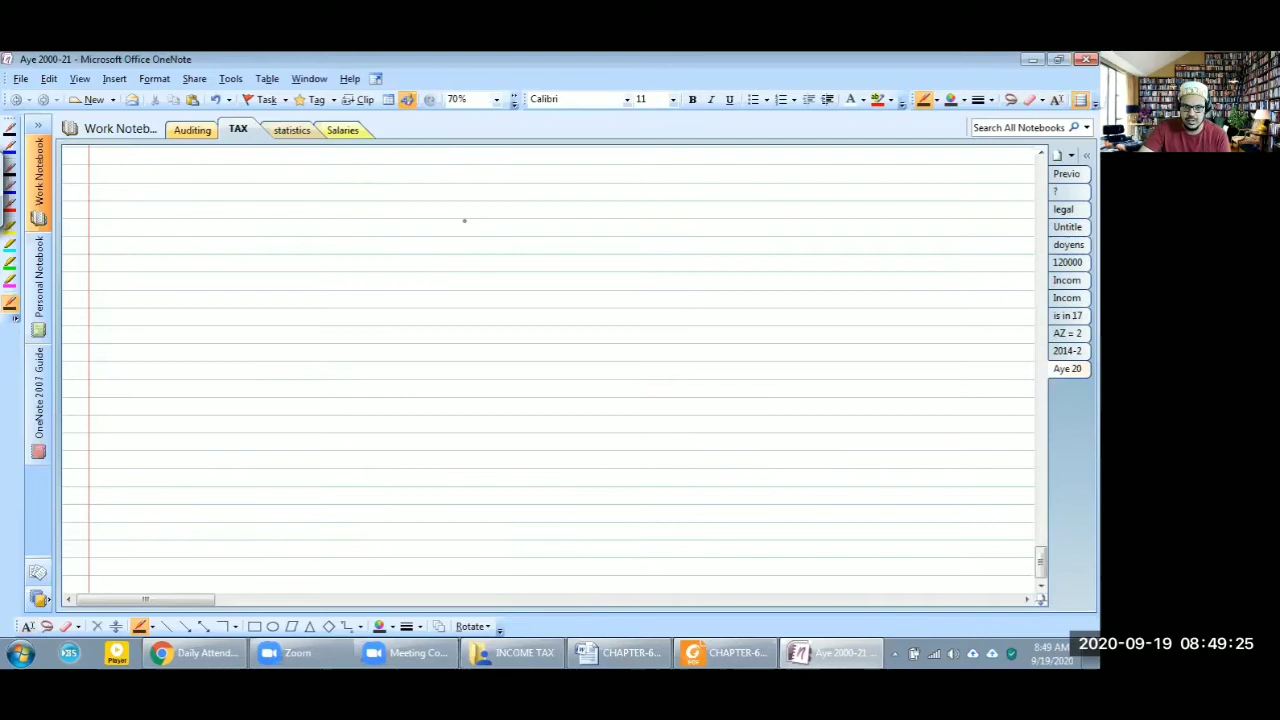 Aye 2000-21 - Microsoft Office OneNote
File Edit View Insert Format Share Tools Table Window Help
New Task Tag Clip 70% Calibri 11 B I U A A
Work Noteb... Auditing TAX statistics Salaries Search All Notebooks
Work Notebook
Personal Notebook
OneNote 2007 Guide
Previo
?
legal
Untitle
doyens
120000
Incom
Incom
is in 17
AZ = 2
2014-2
Aye 20
A Rotate
Player Daily Attend... Zoom Meeting Co... INCOME TAX CHAPTER-6... PDF CHAPTER-6... Aye 2000-21 ... 8:49 AM
9/19/2020
2020-09-19 08:49:25